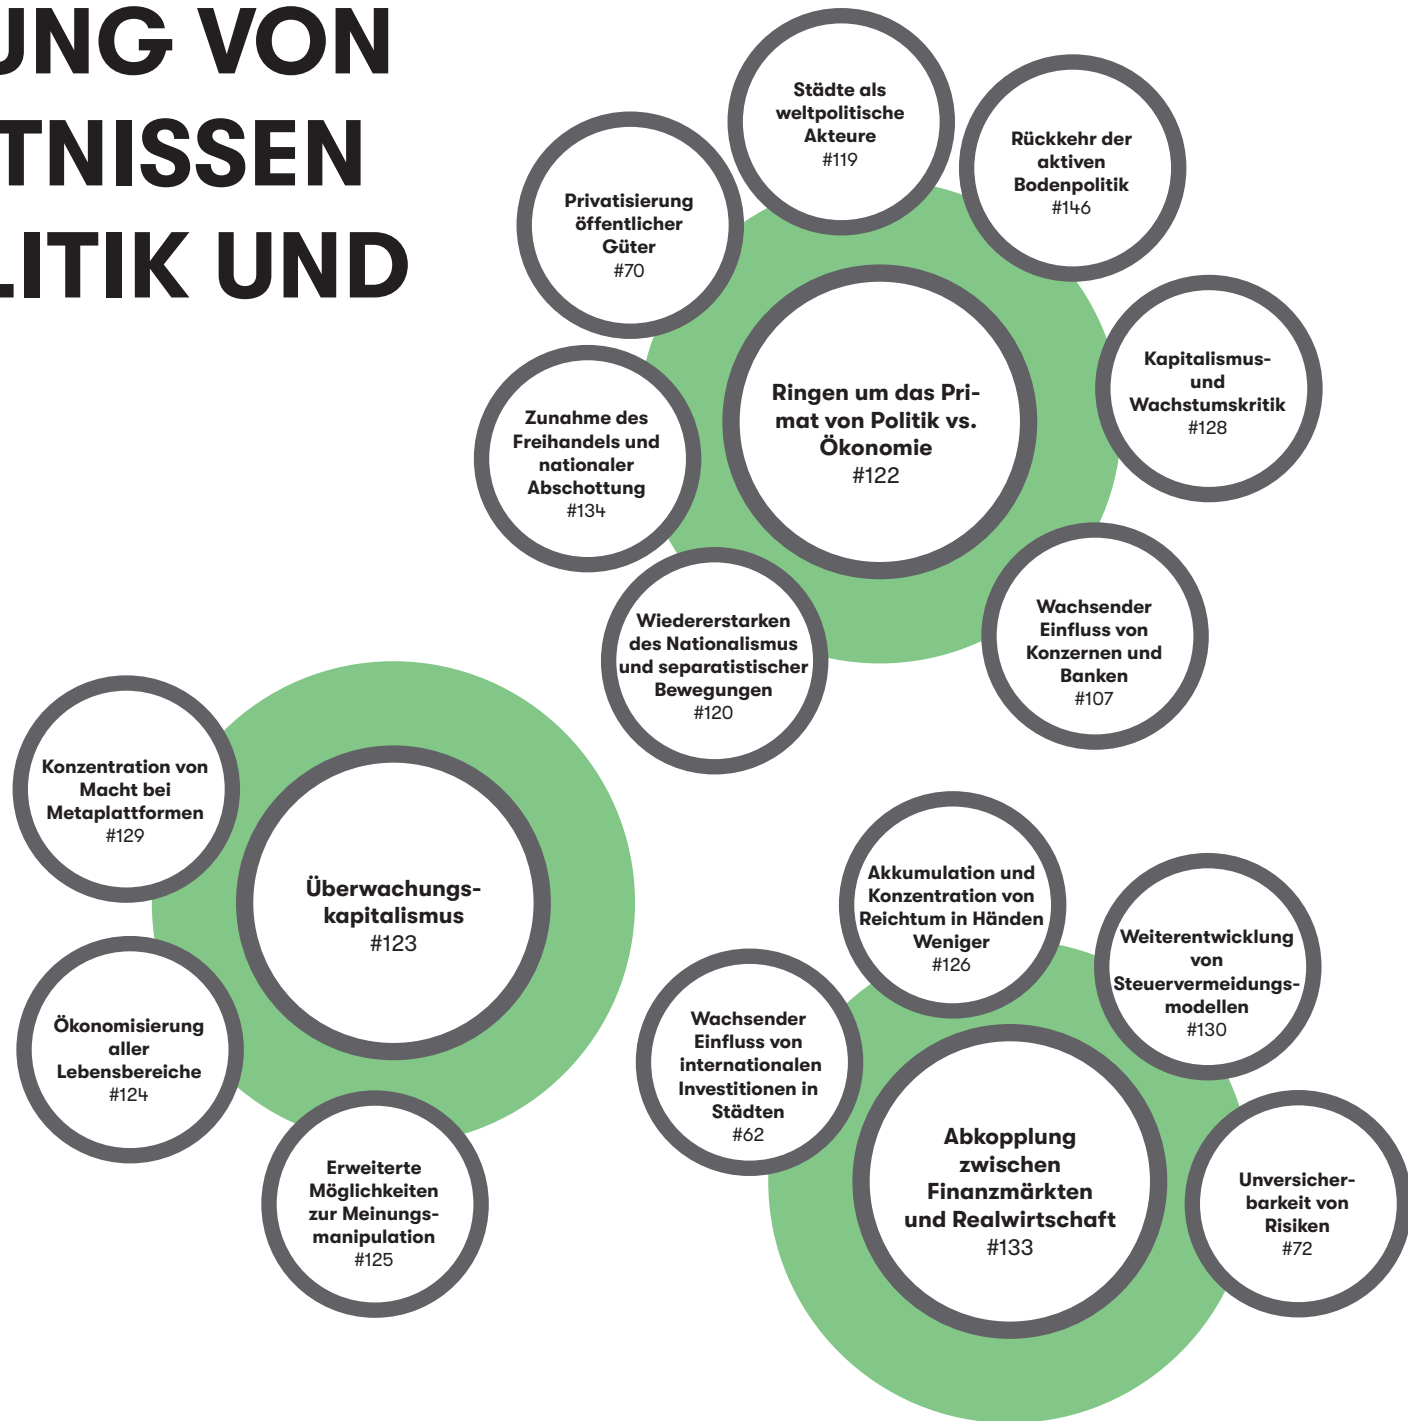 UNG VON
TNISSEN
LITIK UND
Städte als
weltpolitische
Akteure
#119
Rückkehr der
aktiven
Bodenpolitik
#146
Privatisierung
öffentlicher
Güter
#70
Kapitalismus-
und
Wachstumskritik
#128
Ringen um das Pri-
mat von Politik vs.
Ökonomie
#122
Zunahme des
Freihandels und
nationaler
Abschottung
#134
Wiedererstarken
des Nationalismus
und separatistischer
Bewegungen
#120
Wachsender
Einfluss von
Konzernen und
Banken
#107
Konzentration von
Macht bei
Metaplattformen
#129
Überwachungs-
kapitalismus
#123
Ökonomisierung
aller
Lebensbereiche
#124
Erweiterte
Möglichkeiten
zur Meinungs-
manipulation
#125
Akkumulation und
Konzentration von
Reichtum in Händen
Weniger
#126
Weiterentwicklung
von
Steuervermeidungs-
modellen
#130
Wachsender
Einfluss von
internationalen
Investitionen in
Städten
#62
Abkopplung
zwischen
Finanzmärkten
und Realwirtschaft
#133
Unversicher-
barkeit von
Risiken
#72